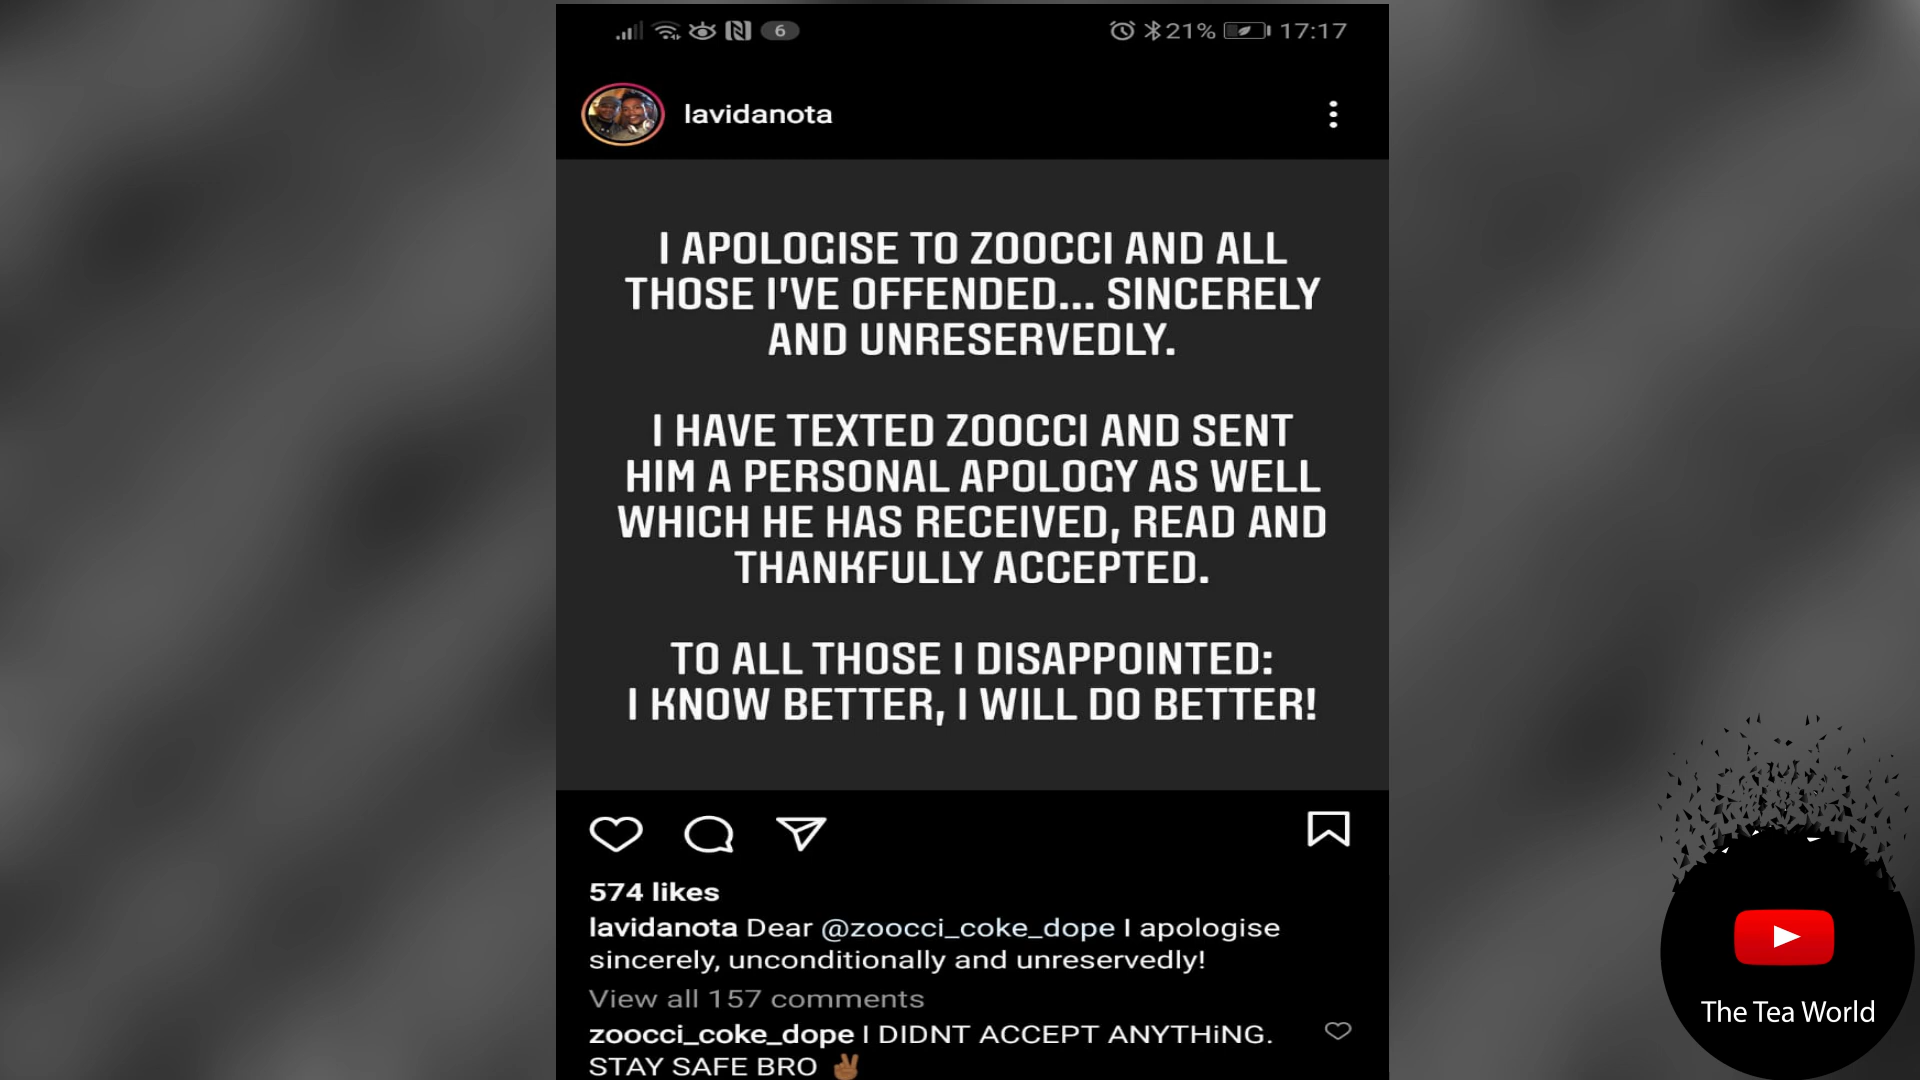 6
21% 17:17
lavidanota
I APOLOGISE TO ZOOCCI AND ALL
THOSE I'VE OFFENDED... SINCERELY
AND UNRESERVEDLY.
I HAVE TEXTED ZOOCCI AND SENT
HIM A PERSONAL APOLOGY AS WELL
WHICH HE HAS RECEIVED, READ AND
THANKFULLY ACCEPTED.
TO ALL THOSE I DISAPPOINTED:
I KNOW BETTER, I WILL DO BETTER!
574 likes
lavidanota Dear @zoocci_coke_dope I apologise
sincerely, unconditionally and unreservedly!
View all 157 comments
zoocci_coke_dope I DIDNT ACCEPT ANYTHiNG.
STAY SAFE BRO ✌🏾
The Tea World